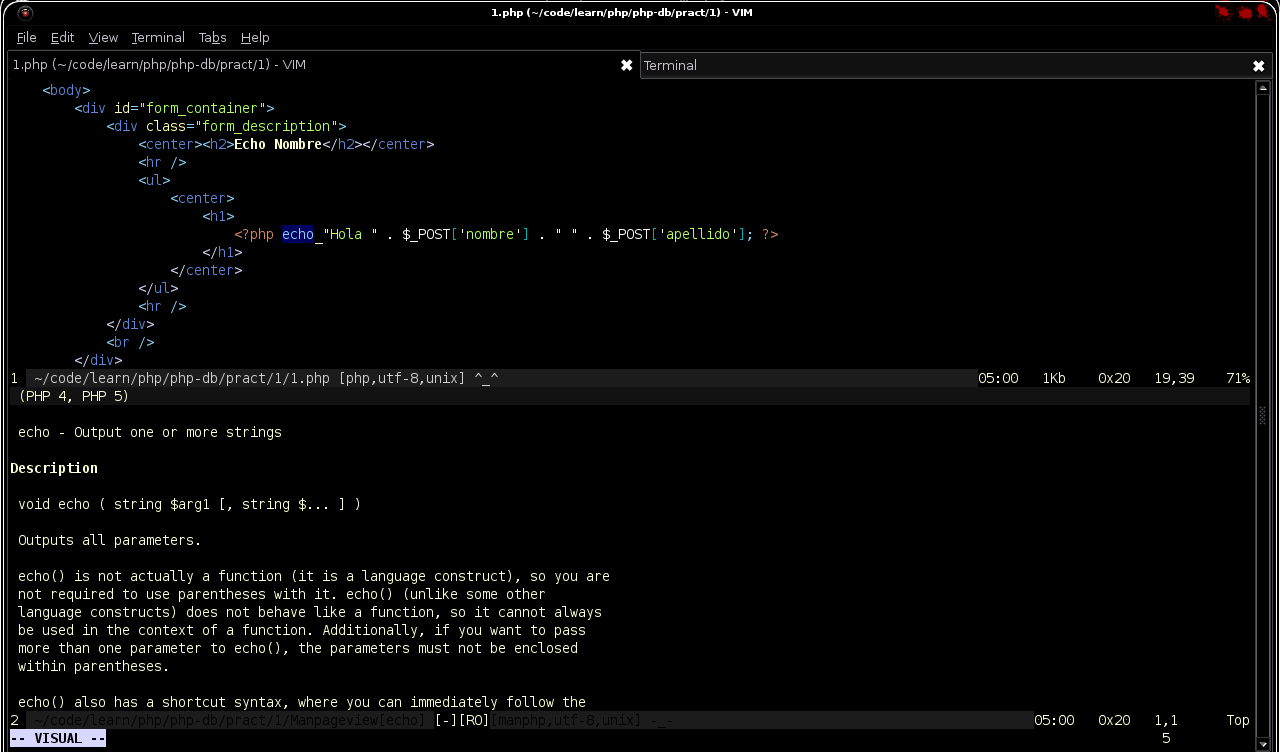 1.php (~/code/learn/php/php-db/pract/1) - VIM
File Edit View Terminal Tabs Help
1.php (~/code/learn/php/php-db/pract/1) - VIM
Terminal
<body>
<div id="form_container">
<div class="form_description">
<center><h2>Echo Nombre</h2></center>
<hr />
<ul>
<center>
<h1>
<?php echo_"Hola " . $_POST['nombre'] . " " . $_POST['apellido']; ?>
</h1>
</center>
</ul>
<hr />
</div>
<br />
</div>
1 ~/code/learn/php/php-db/pract/1/1.php [php,utf-8,unix] ^_^ 05:00 1Kb 0x20 19,39 71%
(PHP 4, PHP 5)
echo - Output one or more strings
Description
void echo ( string $arg1 [, string $... ] )
Outputs all parameters.
echo() is not actually a function (it is a language construct), so you are
not required to use parentheses with it. echo() (unlike some other
language constructs) does not behave like a function, so it cannot always
be used in the context of a function. Additionally, if you want to pass
more than one parameter to echo(), the parameters must not be enclosed
within parentheses.
echo() also has a shortcut syntax, where you can immediately follow the
2 ~/code/learn/php/php-db/pract/1/Manpageview[echo] [-][RO][manphp,utf-8,unix] -_- 05:00 0x20 1,1 Top
-- VISUAL -- 5